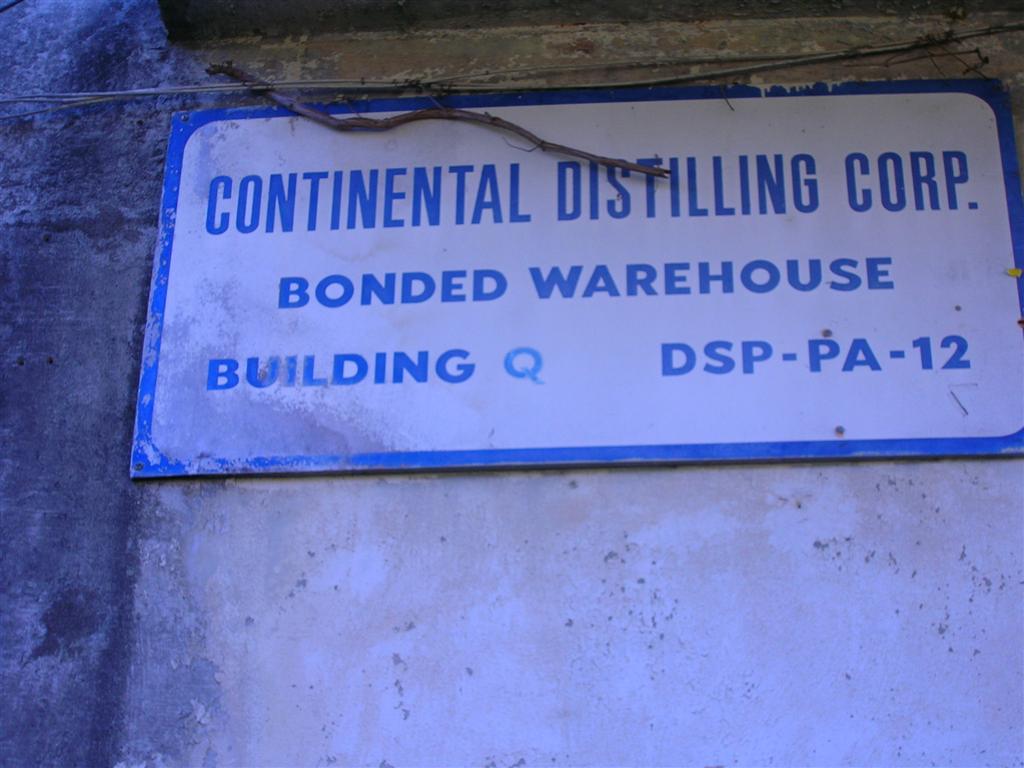 CONTINENTAL DISTILLING CORP.
BONDED WAREHOUSE
BUILDING Q DSP-PA-12